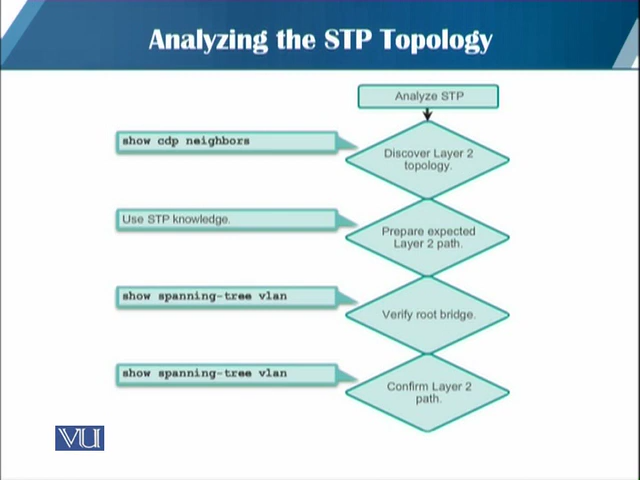 Analyzing the STP Topology
Analyze STP
show cdp neighbors
Discover Layer 2
topology.
Use STP knowledge.
Prepare expected
Layer 2 path.
show spanning-tree vlan
Verify root bridge.
show spanning-tree vlan
Confirm Layer 2
path.
VU